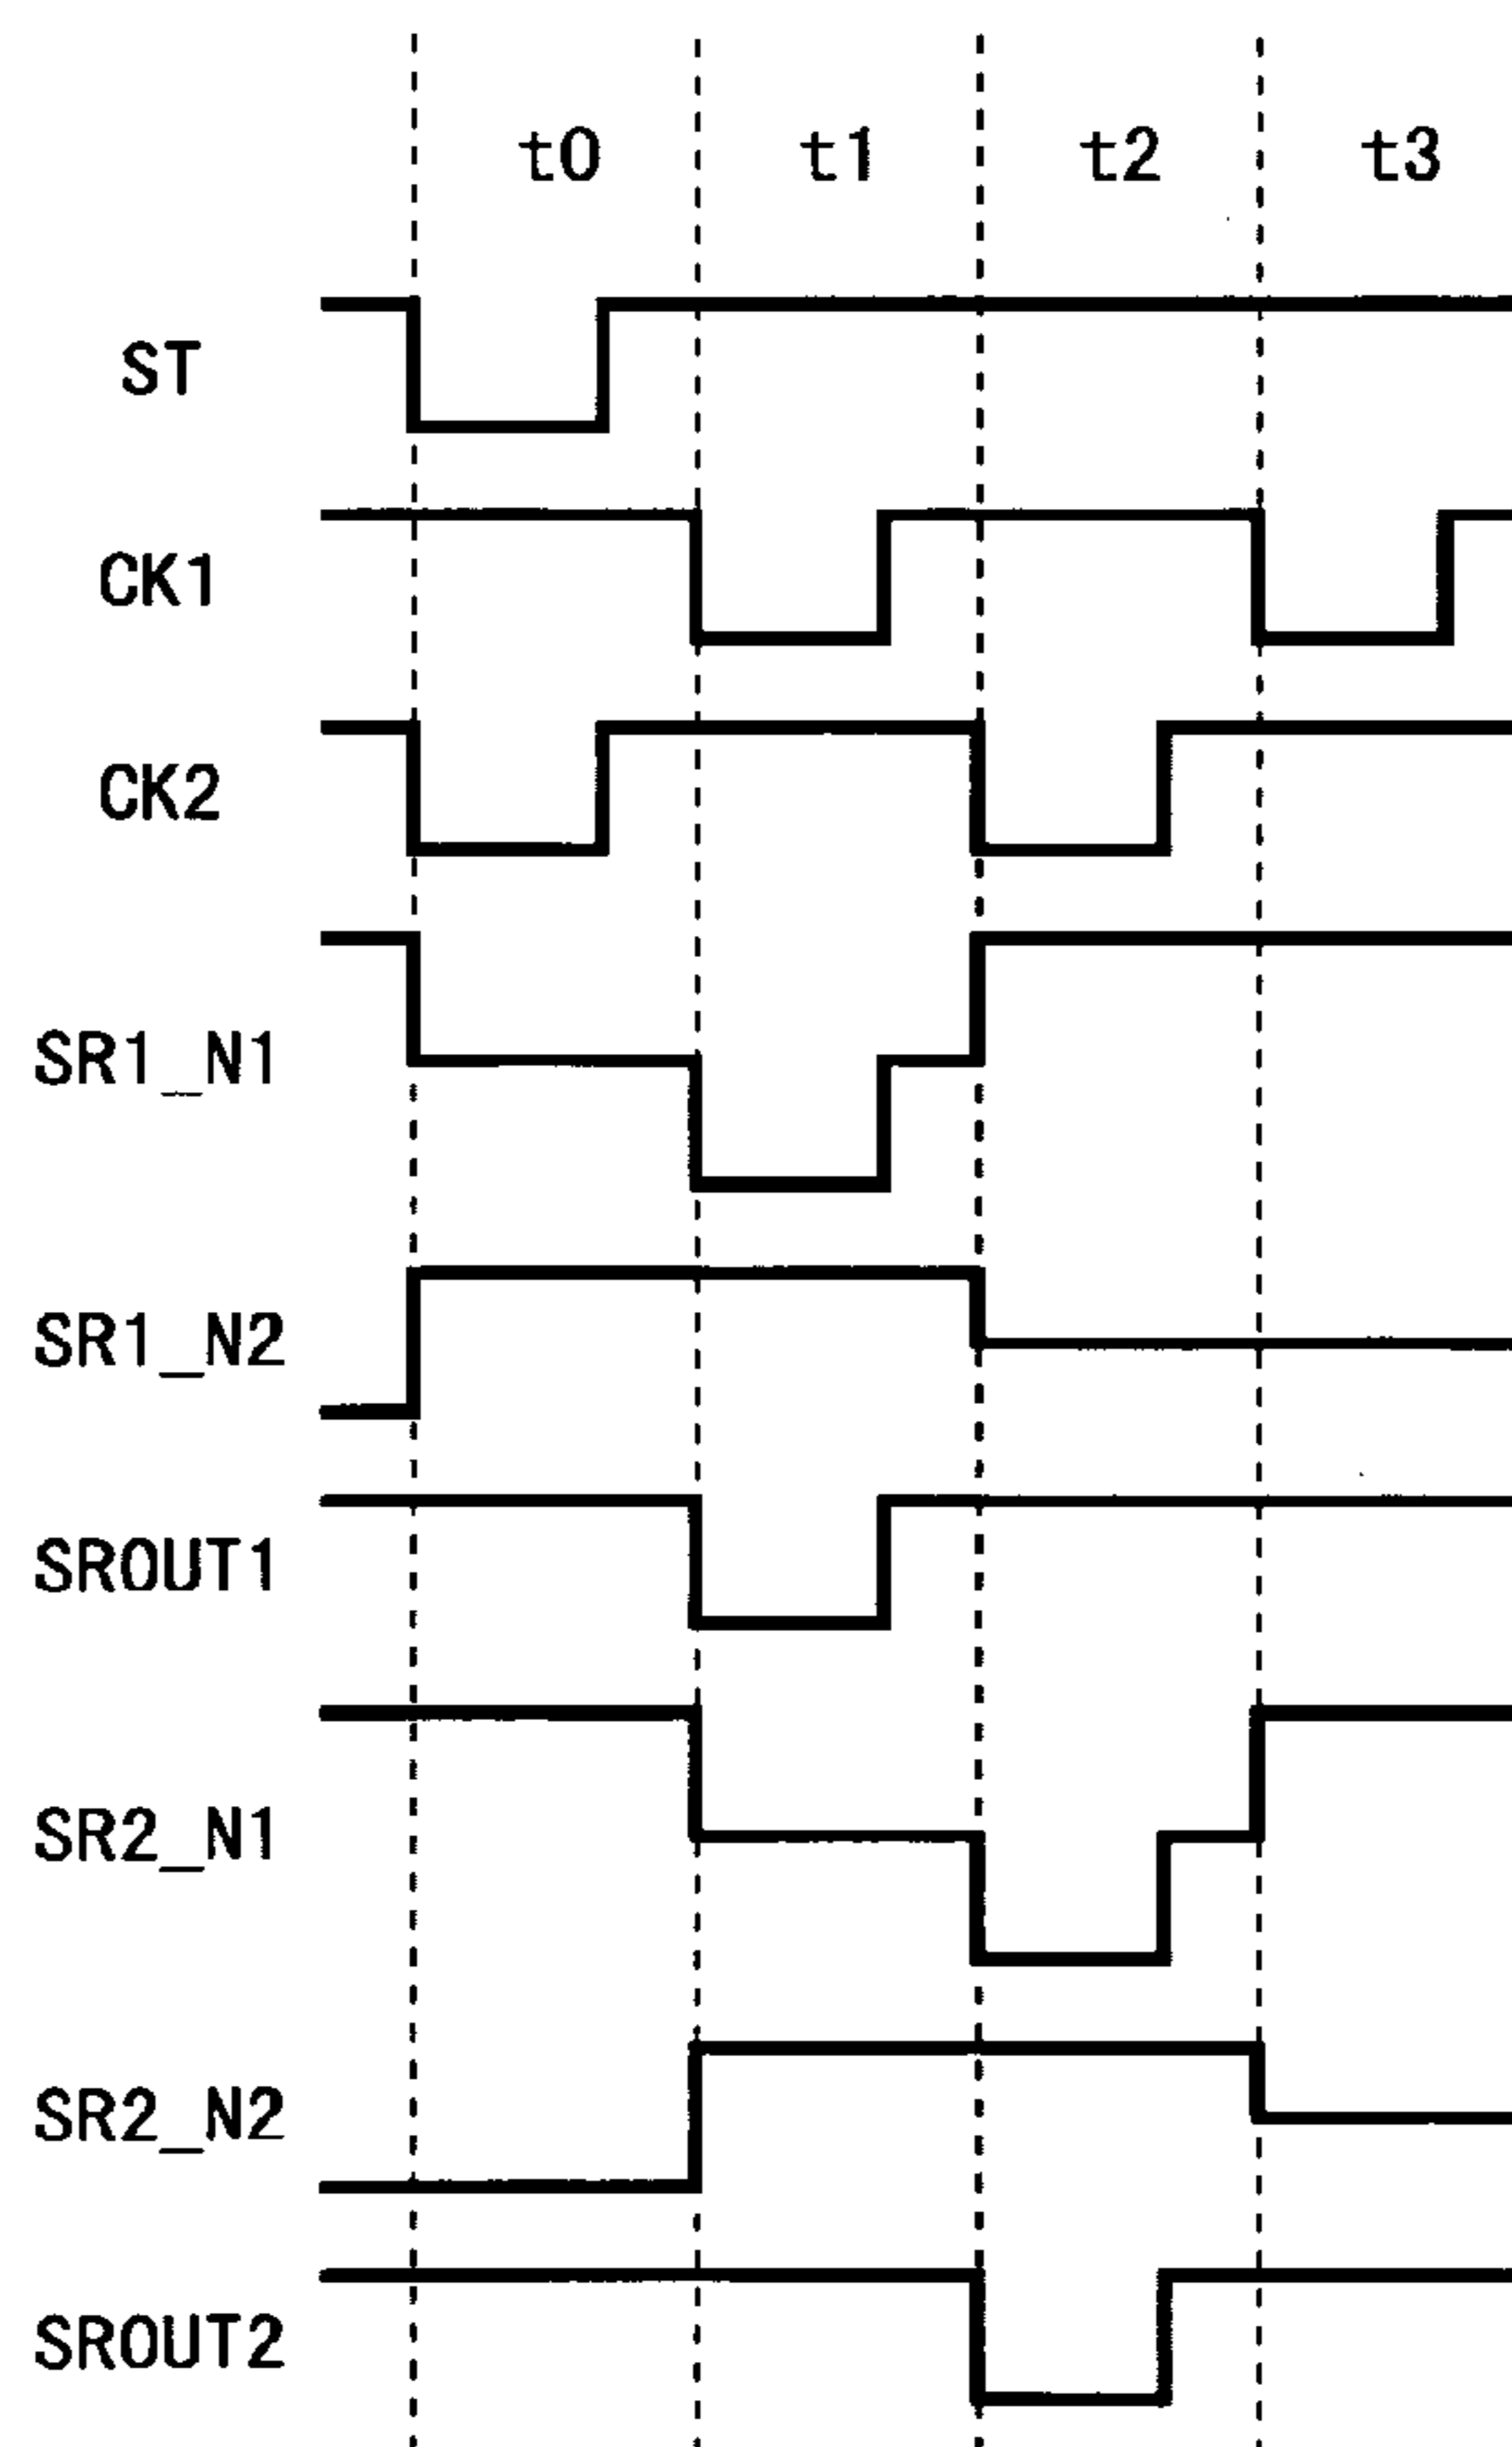 t0 t1 t2 t3
ST
CK1
CK2
SR1_N1
SR1_N2
SROUT1
SR2_N1
SR2_N2
SROUT2